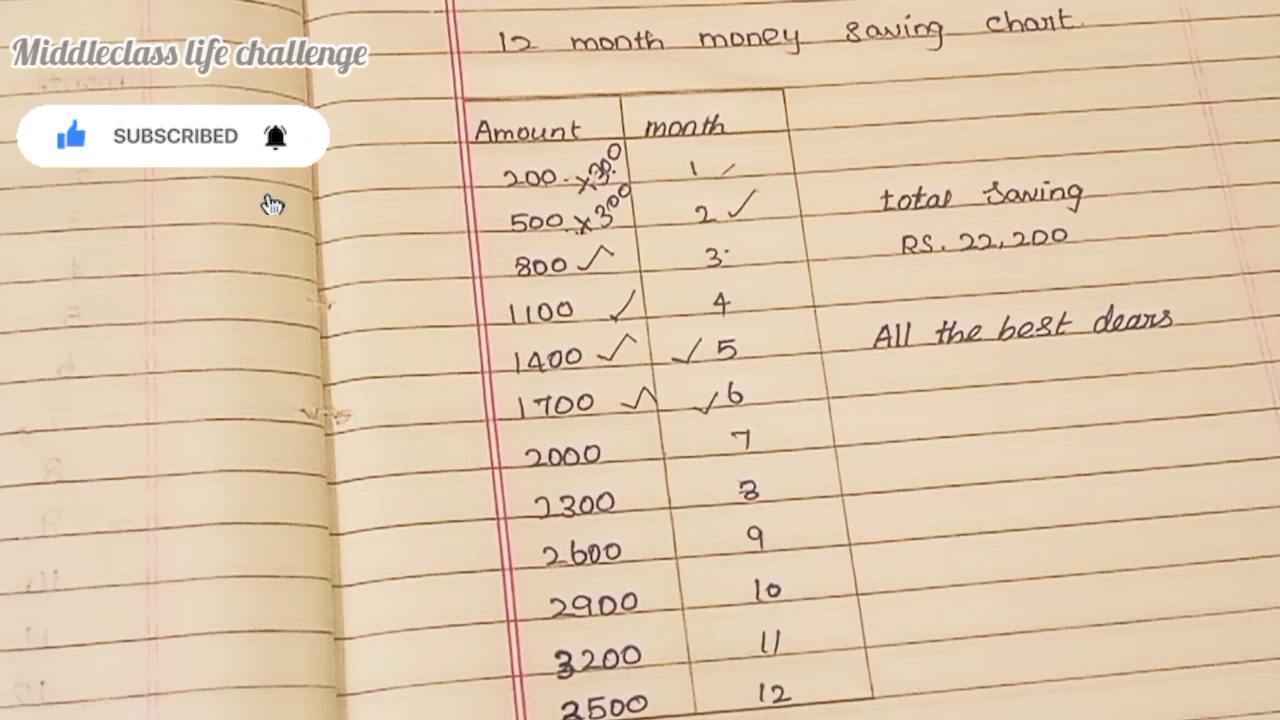 Middleclass life challenge
SUBSCRIBED
12 month money saving chart
Amount month
200 x300 1
500 x300 2
800 3
1100 4
1400 5
1700 6
2000 7
2300 8
2600 9
2900 10
3200 11
3500 12
total saving
RS. 22,200
All the best dears